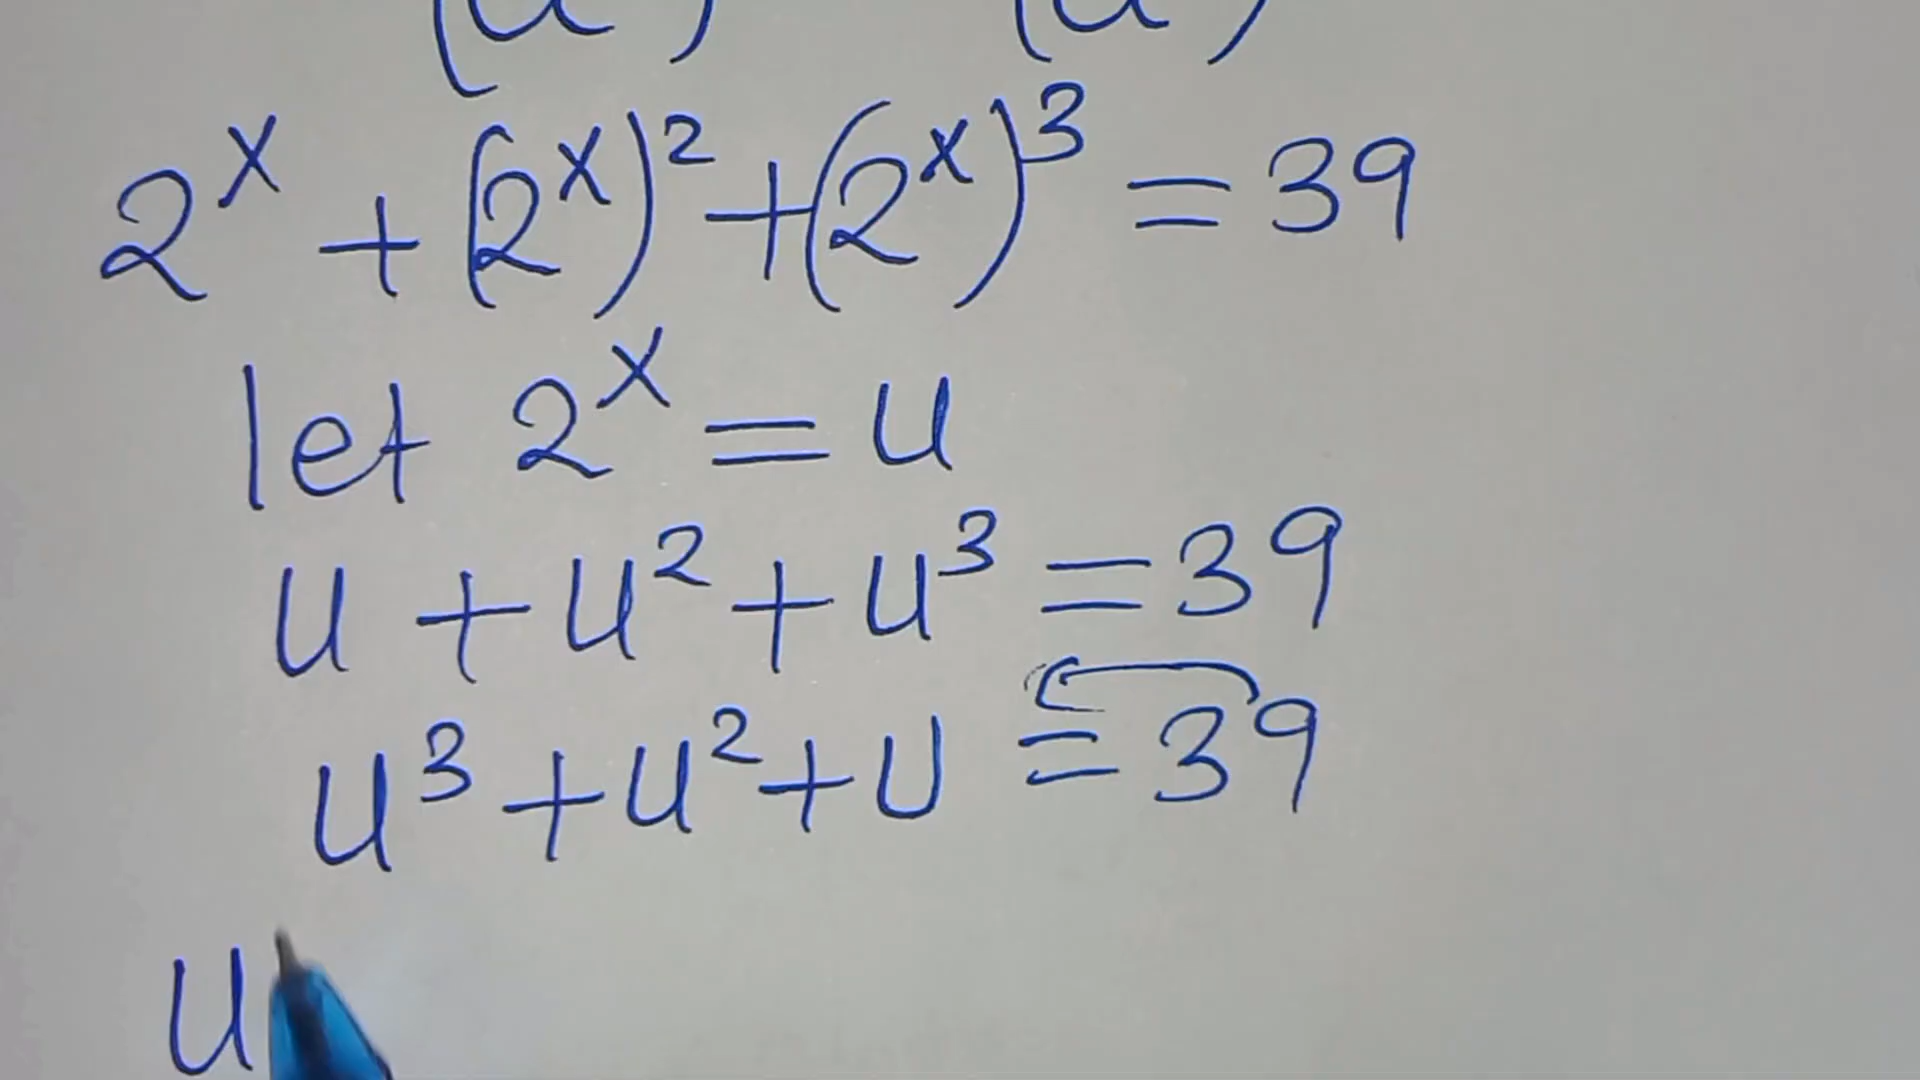 (a ) (a )
2^x + (2^x)^2 + (2^x)^3 = 39
let 2^x = u
u + u^2 + u^3 = 39
u^3 + u^2 + u = 39
u